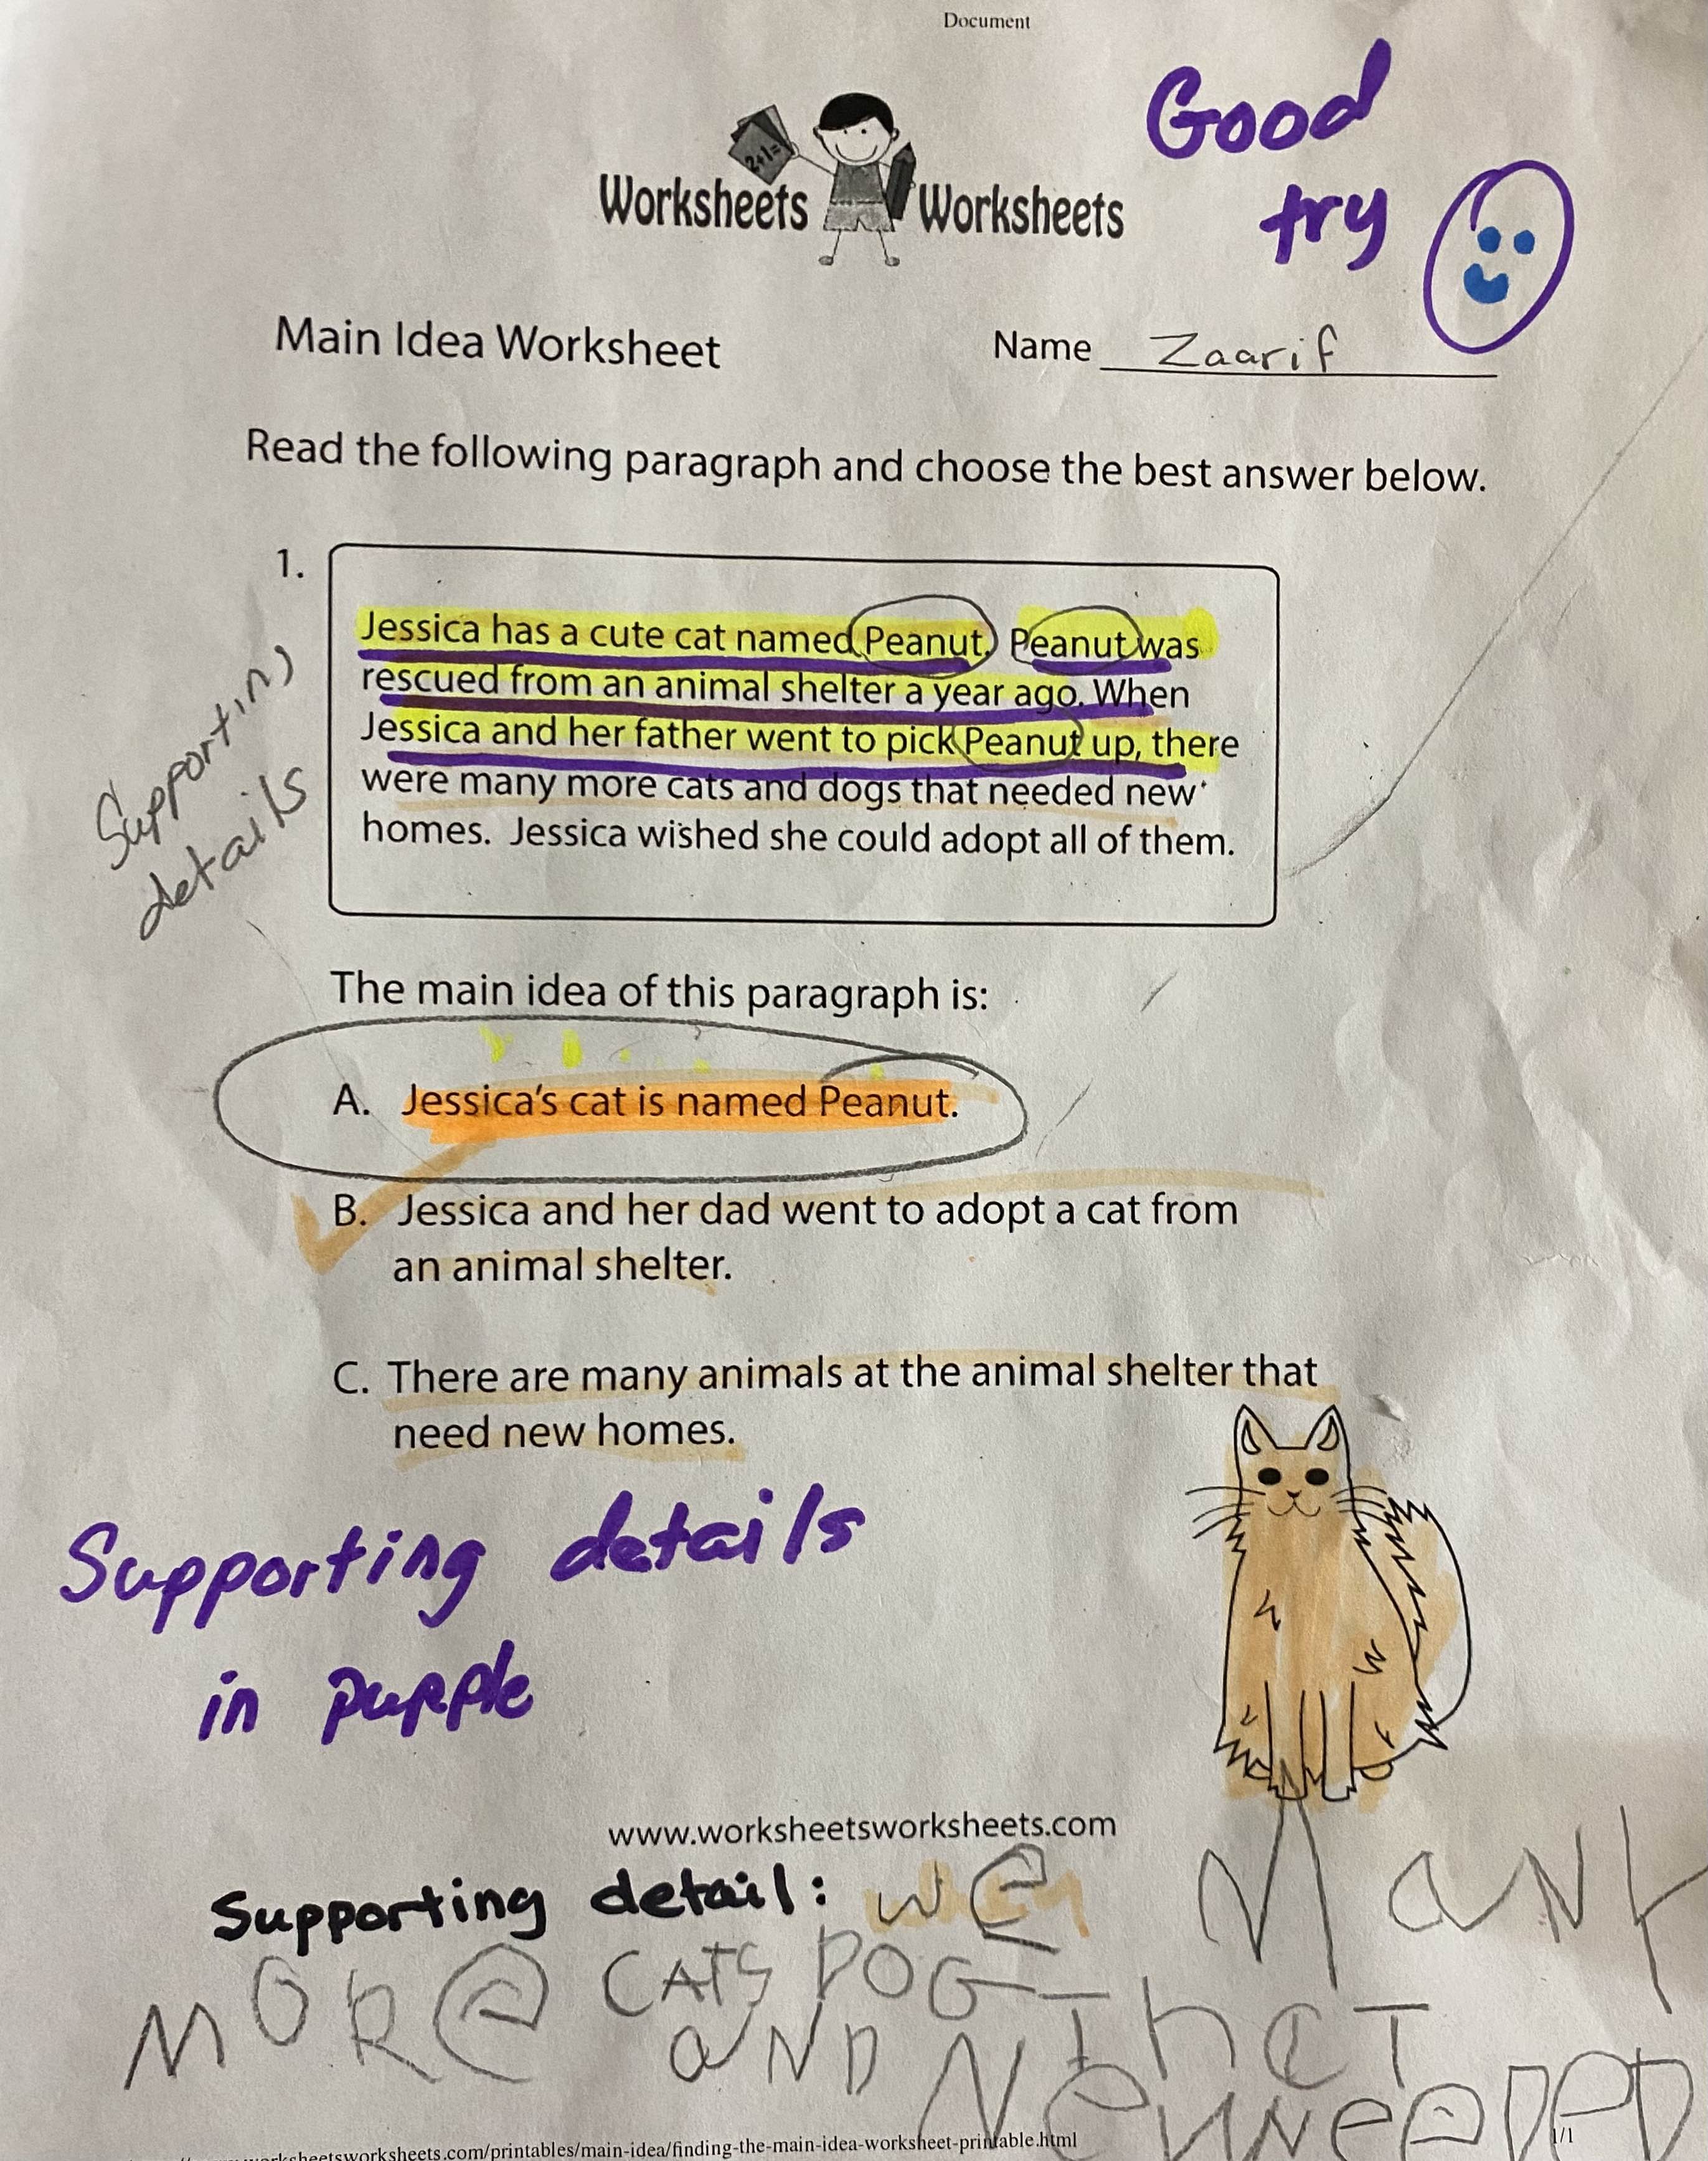 Document
Good
try
2+1=
Worksheets Worksheets
Main Idea Worksheet
Name Zaarif
Read the following paragraph and choose the best answer below.
1.
Jessica has a cute cat named Peanut. Peanut was
rescued from an animal shelter a year ago. When
Jessica and her father went to pick Peanut up, there
were many more cats and dogs that needed new
homes. Jessica wished she could adopt all of them.
Supporting
details
The main idea of this paragraph is:
A. Jessica's cat is named Peanut.
B. Jessica and her dad went to adopt a cat from
an animal shelter.
C. There are many animals at the animal shelter that
need new homes.
Supporting details
in purple
www.worksheetsworksheets.com
Supporting detail: we MaNY
MORe CATS DOG
aND ThaT
NeeDeD
ksheetsworksheets.com/printables/main-idea/finding-the-main-idea-worksheet-printable.html
1/1